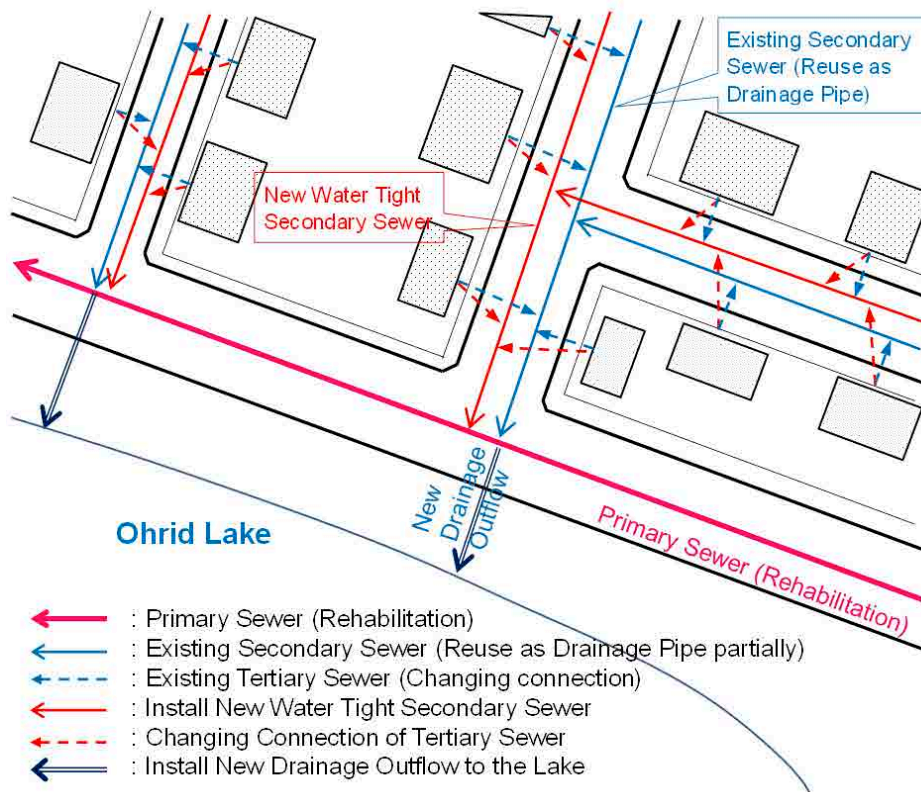 Existing Secondary
Sewer (Reuse as
Drainage Pipe)
New Water Tight
Secondary Sewer
New
Drainage
Outflow
Primary Sewer (Rehabilitation)
Ohrid Lake
: Primary Sewer (Rehabilitation)
: Existing Secondary Sewer (Reuse as Drainage Pipe partially)
: Existing Tertiary Sewer (Changing connection)
: Install New Water Tight Secondary Sewer
: Changing Connection of Tertiary Sewer
: Install New Drainage Outflow to the Lake